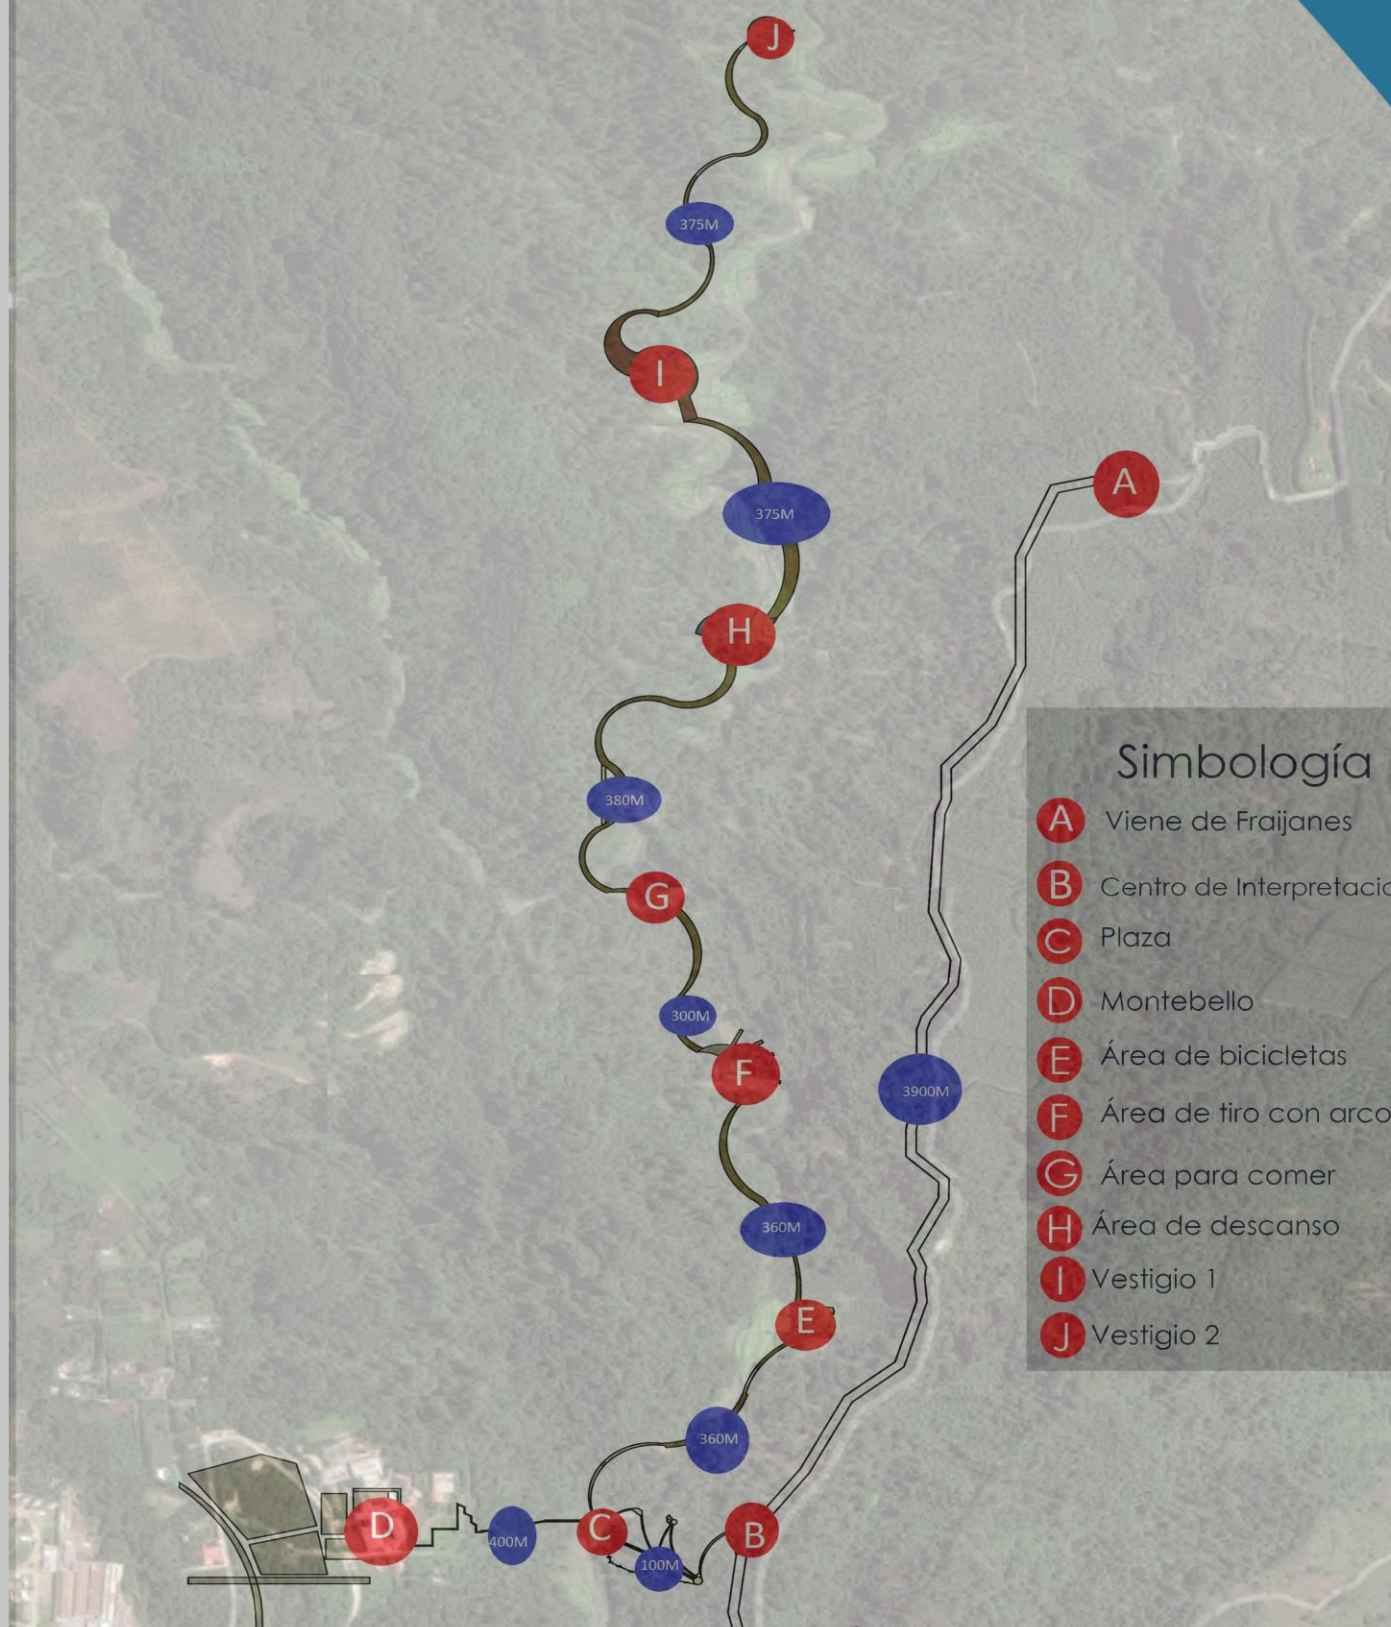 J
375M
I
375M
A
H
380M
G
300M
F
3900M
360M
E
360M
D
400M
C
100M
B
Simbología
A Viene de Fraijanes
B Centro de Interpretacio
C Plaza
D Montebello
E Área de bicicletas
F Área de tiro con arco
G Área para comer
H Área de descanso
I Vestigio 1
J Vestigio 2